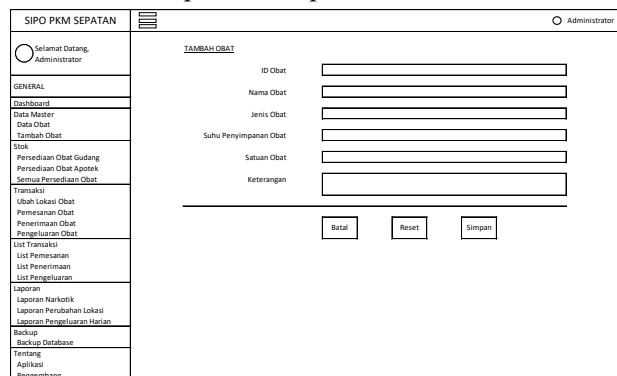 SIPO PKM SEPATAN
Administrator
Selamat Datang,
Administrator
GENERAL
Dashboard
Data Master
Data Obat
Tambah Obat
Stok
Persediaan Obat Gudang
Persediaan Obat Apotek
Semua Persediaan Obat
Transaksi
Ubah Lokasi Obat
Pemesanan Obat
Penerimaan Obat
Pengeluaran Obat
List Transaksi
List Pemesanan
List Penerimaan
List Pengeluaran
Laporan
Laporan Narkotik
Laporan Perubahan Lokasi
Laporan Pengeluaran Harian
Backup
Backup Database
Tentang
Aplikasi
Pengembang
TAMBAH OBAT
ID Obat
Nama Obat
Jenis Obat
Suhu Penyimpanan Obat
Satuan Obat
Keterangan
Batal Reset Simpan